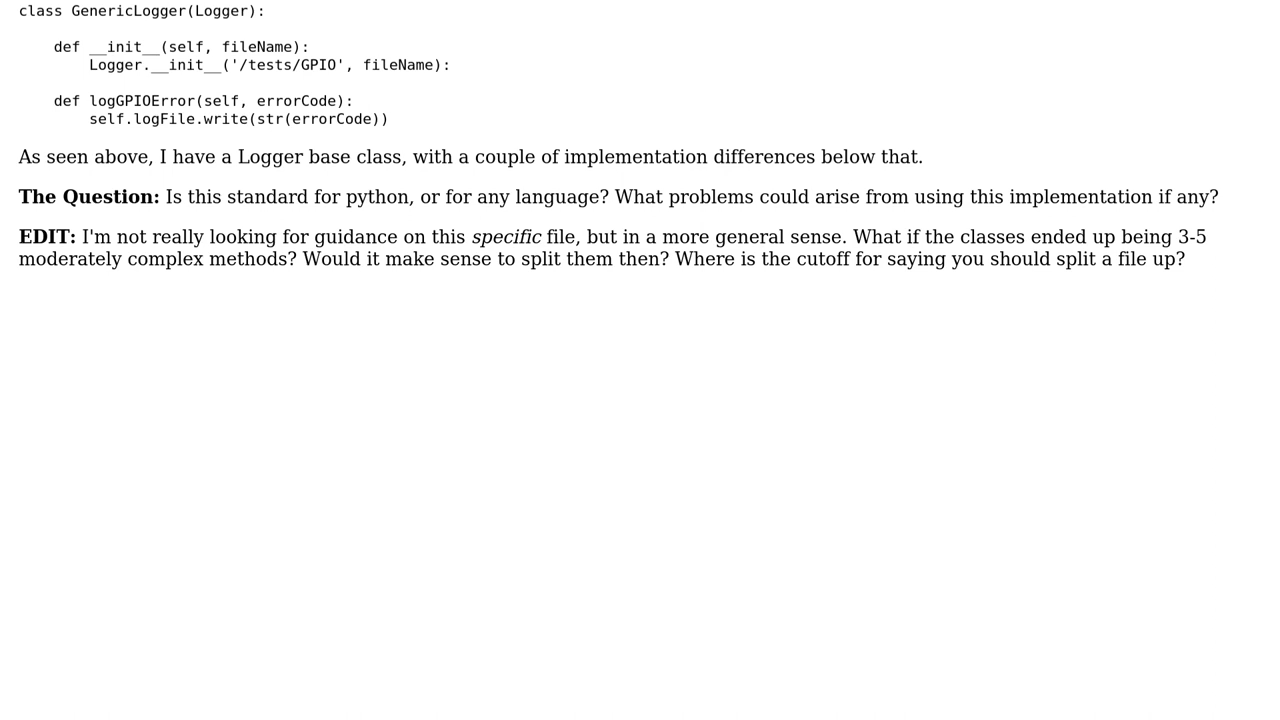 class GenericLogger(Logger):
def __init__(self, fileName):
Logger.__init__('/tests/GPIO', fileName):
def logGPIOError(self, errorCode):
self.logFile.write(str(errorCode))
As seen above, I have a Logger base class, with a couple of implementation differences below that.
The Question: Is this standard for python, or for any language? What problems could arise from using this implementation if any?
EDIT: I'm not really looking for guidance on this specific file, but in a more general sense. What if the classes ended up being 3-5
moderately complex methods? Would it make sense to split them then? Where is the cutoff for saying you should split a file up?